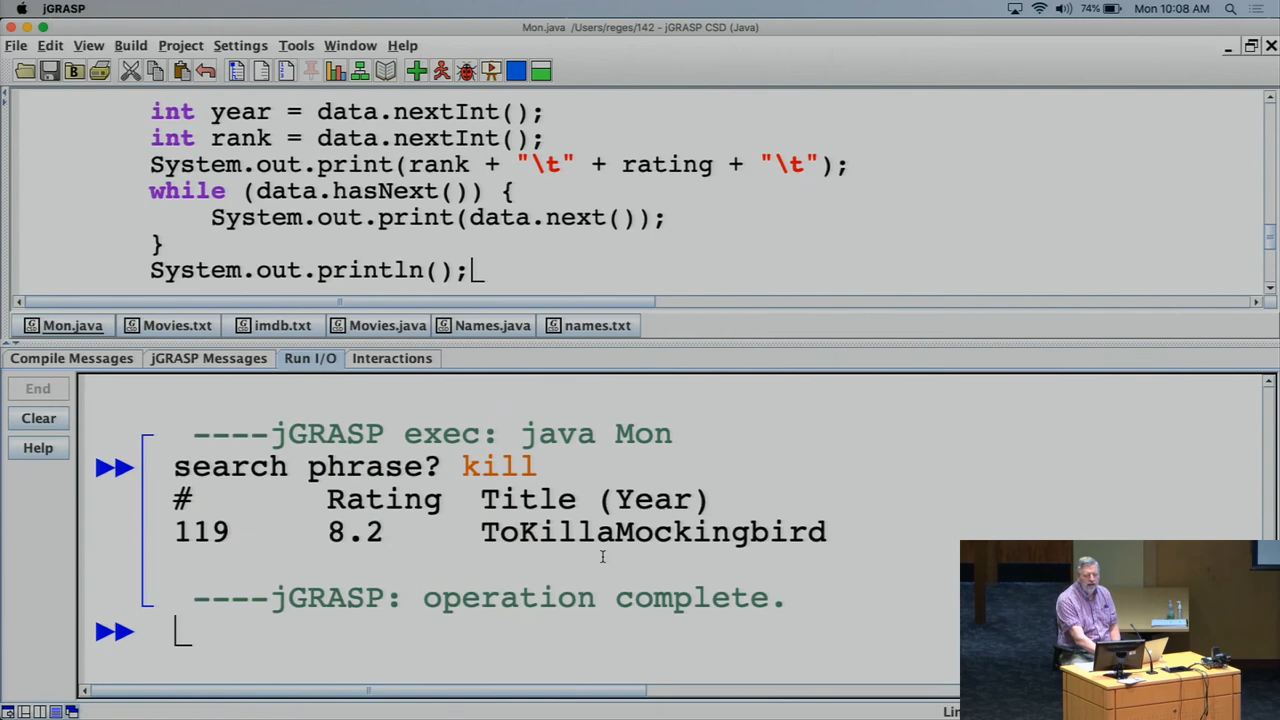 jGRASP
74%
Mon 10:08 AM
Mon.java /Users/reges/142 - jGRASP CSD (Java)
File Edit View Build Project Settings Tools Window Help
int year = data.nextInt();
int rank = data.nextInt();
System.out.print(rank + "\t" + rating + "\t");
while (data.hasNext()) {
System.out.print(data.next());
}
System.out.println();
Mon.java Movies.txt imdb.txt Movies.java Names.java names.txt
Compile Messages jGRASP Messages Run I/O Interactions
End
Clear
Help
----jGRASP exec: java Mon
search phrase? kill
# Rating Title (Year)
119 8.2 ToKillaMockingbird
----jGRASP: operation complete.